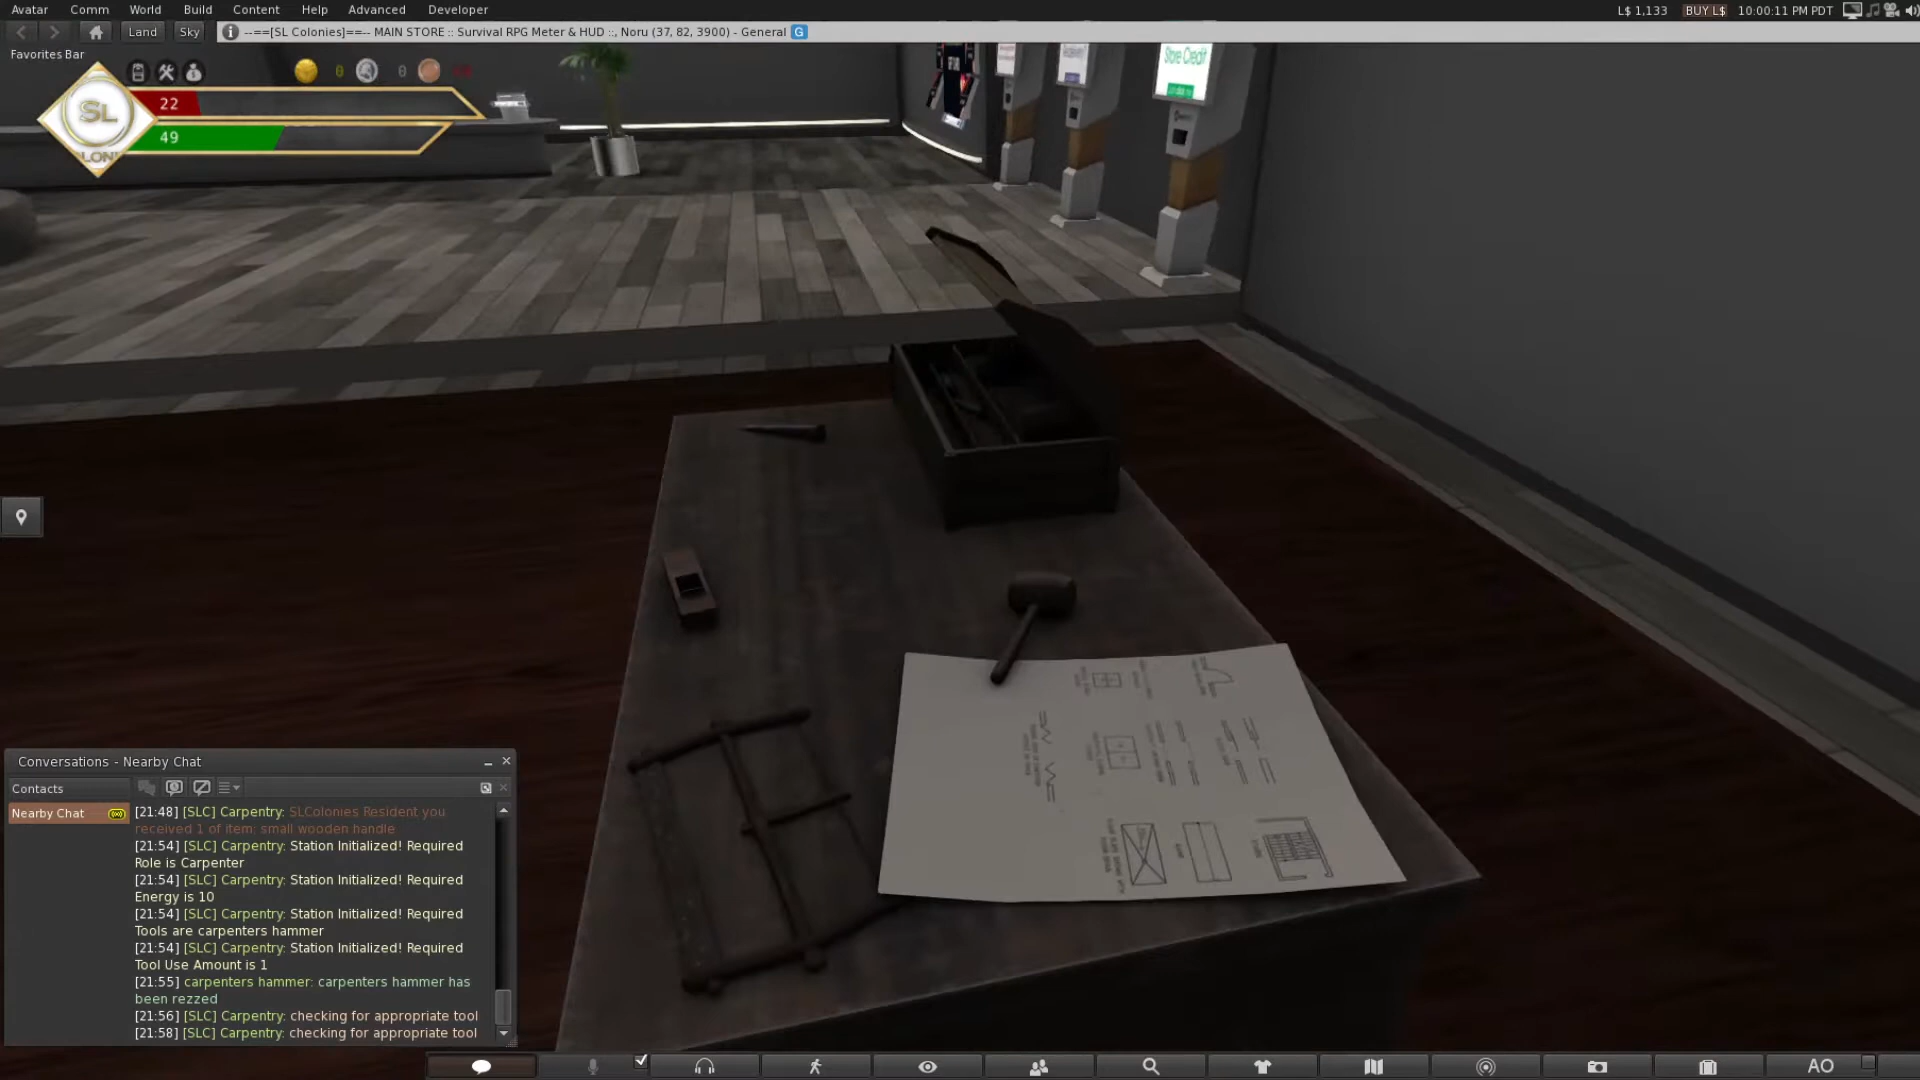 Avatar Comm World Build Content Help Advanced Developer
L$ 1,133 BUY L$ 10:00:11 PM PDT
Land Sky --==[SL Colonies]==-- MAIN STORE :: Survival RPG Meter & HUD ::, Noru (37, 82, 3900) - General G
Favorites Bar
0 0
22
SL
49
Store Credit
Conversations - Nearby Chat
Contacts
Nearby Chat
[21:48] [SLC] Carpentry: SLColonies Resident you
received 1 of item: small wooden handle
[21:54] [SLC] Carpentry: Station Initialized! Required
Role is Carpenter
[21:54] [SLC] Carpentry: Station Initialized! Required
Energy is 10
[21:54] [SLC] Carpentry: Station Initialized! Required
Tools are carpenters hammer
[21:54] [SLC] Carpentry: Station Initialized! Required
Tool Use Amount is 1
[21:55] carpenters hammer: carpenters hammer has
been rezzed
[21:56] [SLC] Carpentry: checking for appropriate tool
[21:58] [SLC] Carpentry: checking for appropriate tool
AO